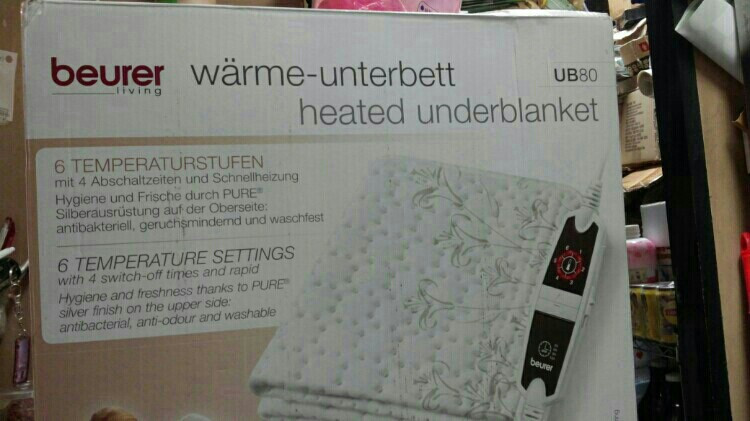 beurer
living
wärme-unterbett
UB80
heated underblanket
6 TEMPERATURSTUFEN
mit 4 Abschaltzeiten und Schnellheizung
Hygiene und Frische durch PURE®
Silberausrüstung auf der Oberseite:
antibakteriell, geruchsmindernd und waschfest
6 TEMPERATURE SETTINGS
with 4 switch-off times and rapid
Hygiene and freshness thanks to PURE®
silver finish on the upper side:
antibacterial, anti-odour and washable
beurer